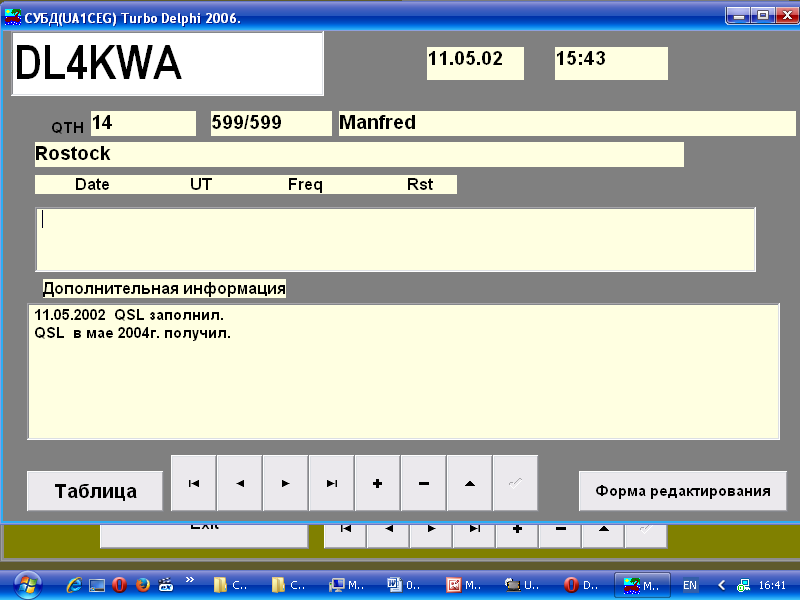 СУБД(UA1CEG) Turbo Delphi 2006.
DL4KWA
11.05.02 15:43
QTH 14 599/599 Manfred
Rostock
Date UT Freq Rst
Дополнительная информация
11.05.2002 QSL заполнил.
QSL в мае 2004г. получил.
Таблица
Форма редактирования
Exit
C.. C.. M.. 0.. M.. U.. D.. M.. EN 16:41